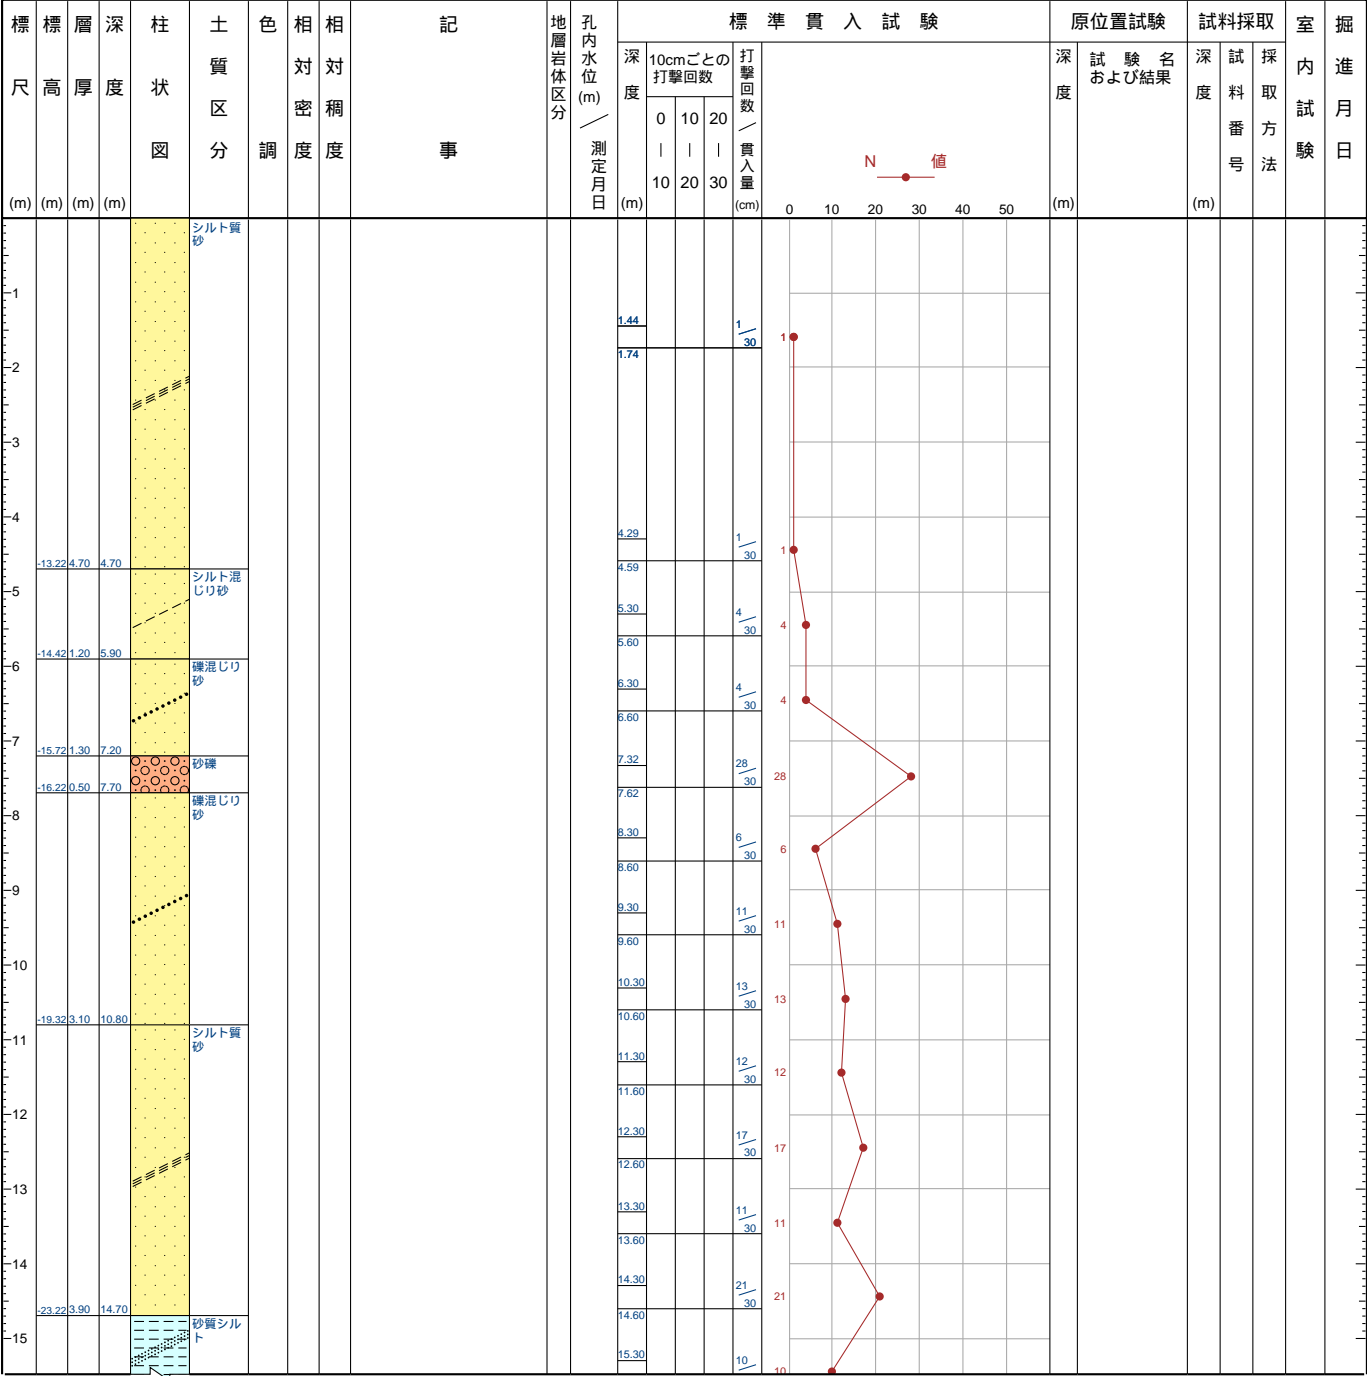 標尺(m)
標高(m)
層厚(m)
深度(m)
柱状図
土質区分
色調
相対密度
相対稠度
記事
地層岩体区分
孔内水位(m)／測定月日
標準貫入試験
深度(m)
10cmごとの
打撃回数
0 10 20
｜ ｜ ｜
10 20 30
打撃回数／貫入量(cm)
N 値
0 10 20 30 40 50
原位置試験
深度(m)
試験名
および結果
試料採取
深度(m)
試料番号
採取方法
室内試験
掘進月日
シルト質
砂
1
1.44 1
30 1
1.74
2
3
4
4.29 1
30 1
-13.22 4.70 4.70
4.59
シルト混
じり砂
5
5.30 4
30 4
5.60
-14.42 1.20 5.90
礫混じり
砂
6
6.30 4
30 4
6.60
7
-15.72 1.30 7.20
砂礫
7.32 28
30 28
-16.22 0.50 7.70
7.62
礫混じり
砂
8
8.30 6
30 6
8.60
9
9.30 11
30 11
9.60
10
10.30 13
30 13
10.60
-19.32 3.10 10.80
シルト質
砂
11
11.30 12
30 12
11.60
12
12.30 17
30 17
12.60
13
13.30 11
30 11
13.60
14
14.30 21
30 21
14.60
-23.22 3.90 14.70
砂質シル
ト
15
15.30 10
10